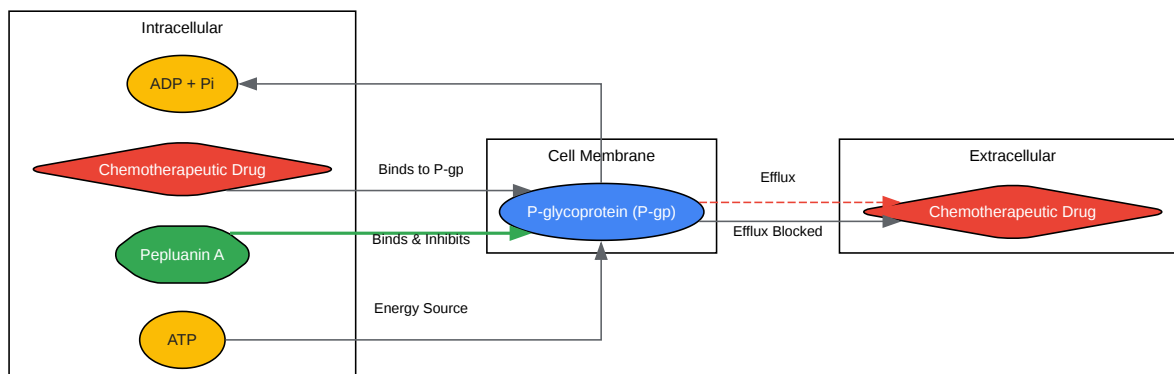 Intracellular
ADP + Pi
Chemotherapeutic Drug
Binds to P-gp
Pepluanin A
Binds & Inhibits
ATP
Energy Source
Cell Membrane
P-glycoprotein (P-gp)
Efflux
Efflux Blocked
Extracellular
Chemotherapeutic Drug